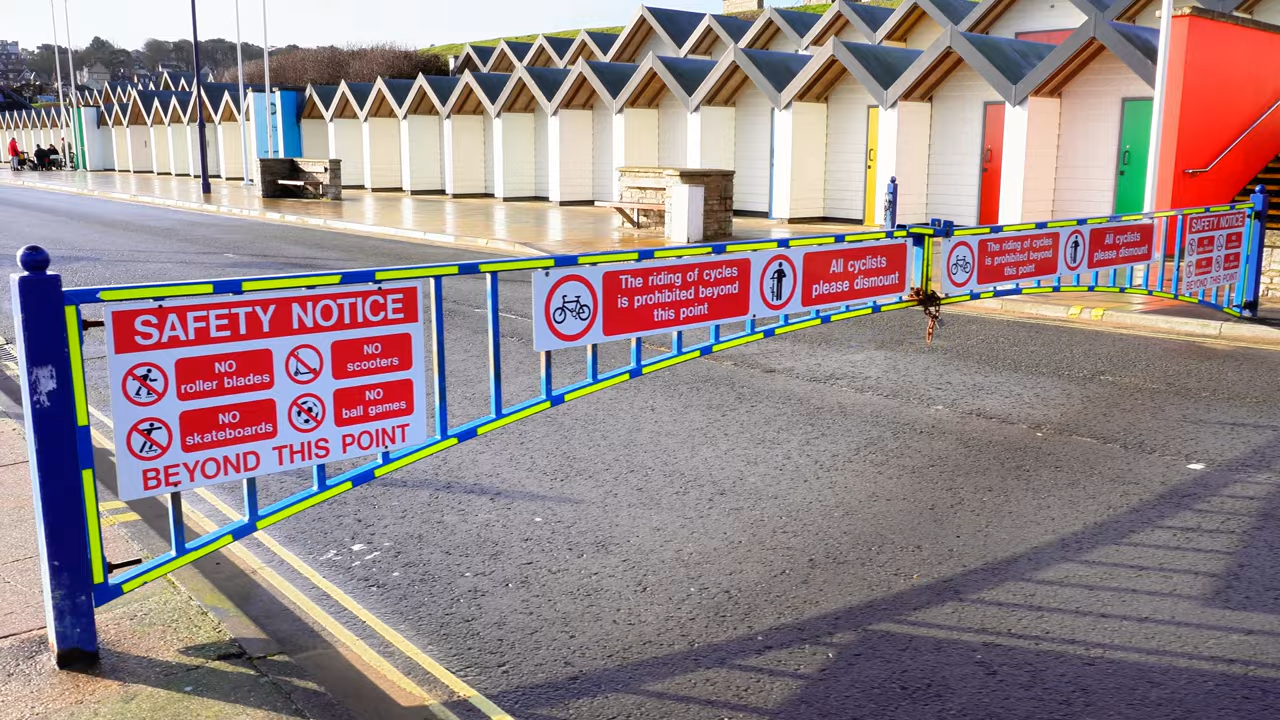 SAFETY NOTICE
NO
roller blades
NO
scooters
NO
skateboards
NO
ball games
BEYOND THIS POINT
The riding of cycles
is prohibited beyond
this point
All cyclists
please dismount
The riding of cycles
is prohibited beyond
this point
All cyclists
please dismount
SAFETY NOTICE
BEYOND THIS POINT